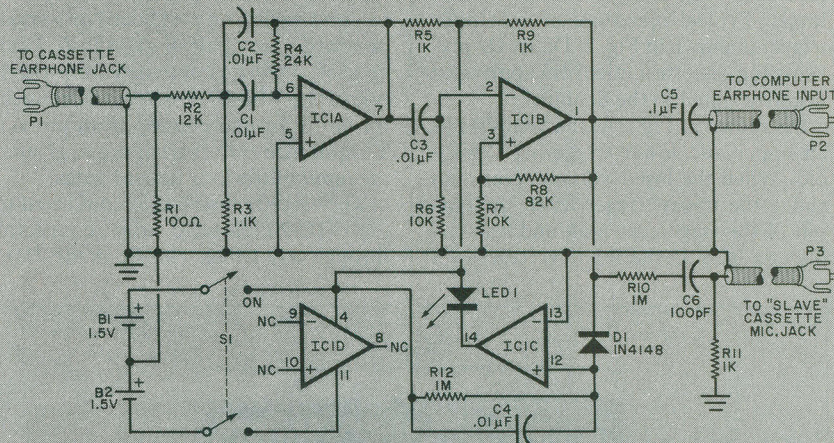 TO CASSETTE
EARPHONE JACK
P1
R2
12K
C2
.01µF
C1
.01µF
R4
24K
6
5
IC1A
7
R5
1K
R9
1K
C3
.01µF
2
3
IC1B
1
C5
.1µF
TO COMPUTER
EARPHONE INPUT
P2
R1
100Ω
R3
1.1K
R6
10K
R7
10K
R8
82K
B1
1.5V
B2
1.5V
S1
ON
NC
9
NC
10
4
IC1D
11
8
NC
LED1
14
IC1C
13
12
R12
1M
C4
.01µF
D1
1N4148
R10
1M
C6
100pF
R11
1K
P3
TO "SLAVE"
CASSETTE
MIC. JACK